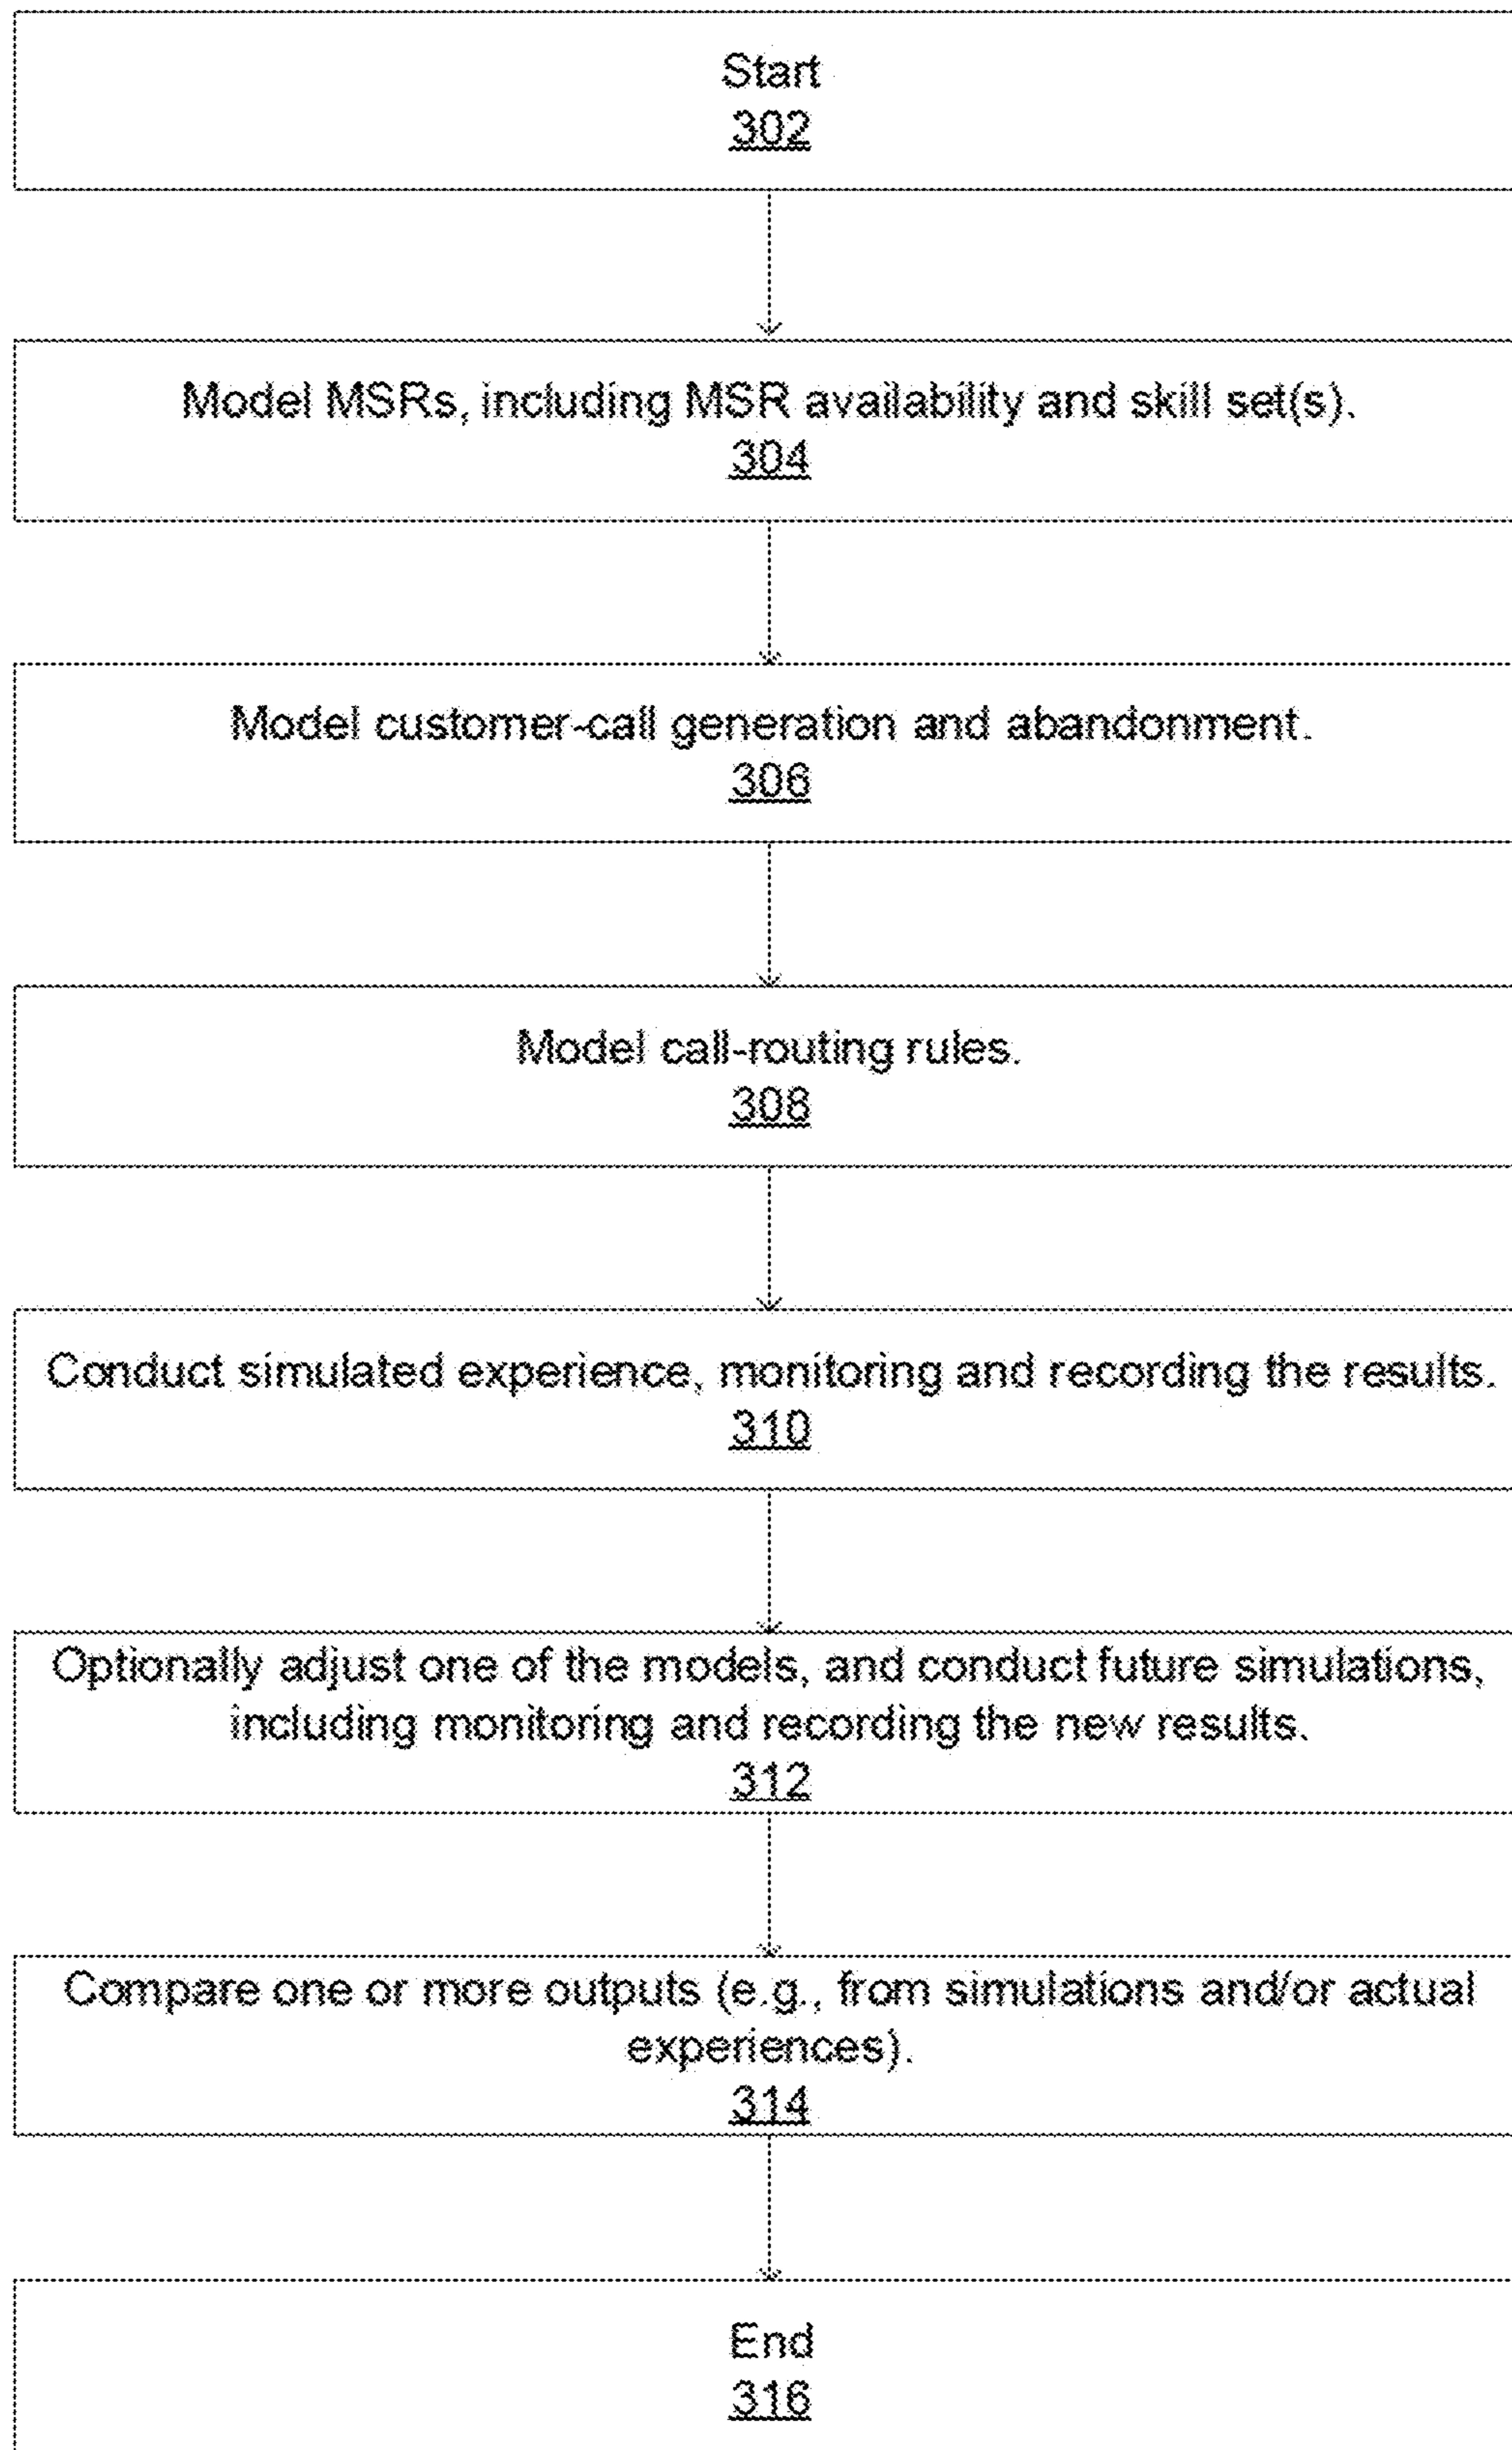 Start
302
Model MSRs, including MSR availability and skill set(s).
304
Model customer-call generation and abandonment.
306
Model call-routing rules.
308
Conduct simulated experience, monitoring and recording the results.
310
Optionally adjust one of the models, and conduct future simulations,
including monitoring and recording the new results.
312
Compare one or more outputs (e.g., from simulations and/or actual
experiences).
314
End
316